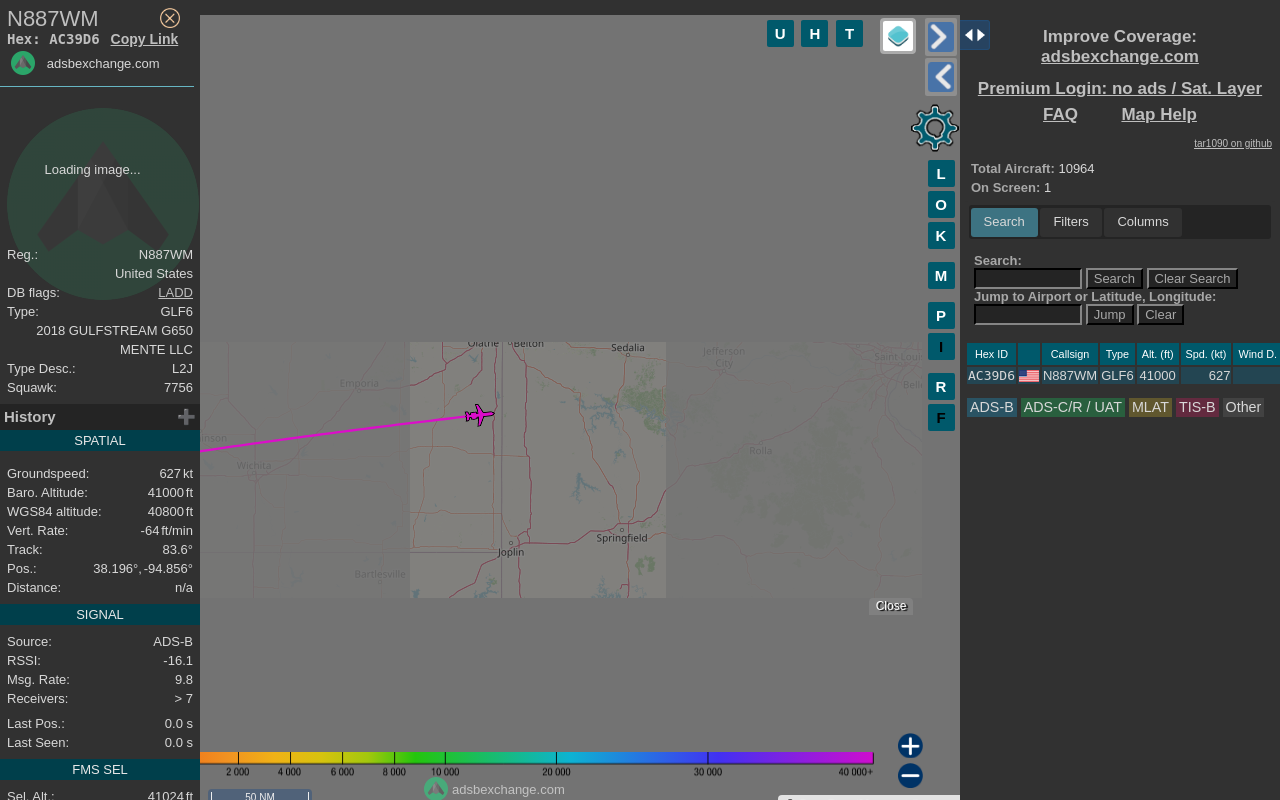 N887WM
Hex: AC39D6 Copy Link
adsbexchange.com
Loading image...
Reg.: N887WM
United States
DB flags: LADD
Type: GLF6
2018 GULFSTREAM G650
MENTE LLC
Type Desc.: L2J
Squawk: 7756
History
SPATIAL
Groundspeed: 627 kt
Baro. Altitude: 41000 ft
WGS84 altitude: 40800 ft
Vert. Rate: -64 ft/min
Track: 83.6°
Pos.: 38.196°, -94.856°
Distance: n/a
SIGNAL
Source: ADS-B
RSSI: -16.1
Msg. Rate: 9.8
Receivers: > 7
Last Pos.: 0.0 s
Last Seen: 0.0 s
FMS SEL
Sel. Alt.: 41024 ft
U H T
L
O
K
M
P
I
R
F
Olathe
Belton
Sedalia
Jefferson
City
Saint Louis
Emporia
Wichita
Rolla
Springfield
Joplin
Bartlesville
Close
2 000 4 000 6 000 8 000 10 000 20 000 30 000 40 000+
adsbexchange.com
50 NM
Improve Coverage:
adsbexchange.com
Premium Login: no ads / Sat. Layer
FAQ Map Help
tar1090 on github
Total Aircraft: 10964
On Screen: 1
Search Filters Columns
Search:
Search Clear Search
Jump to Airport or Latitude, Longitude:
Jump Clear
Hex ID Callsign Type Alt. (ft) Spd. (kt) Wind D.
AC39D6 N887WM GLF6 41000 627
ADS-B ADS-C/R / UAT MLAT TIS-B Other